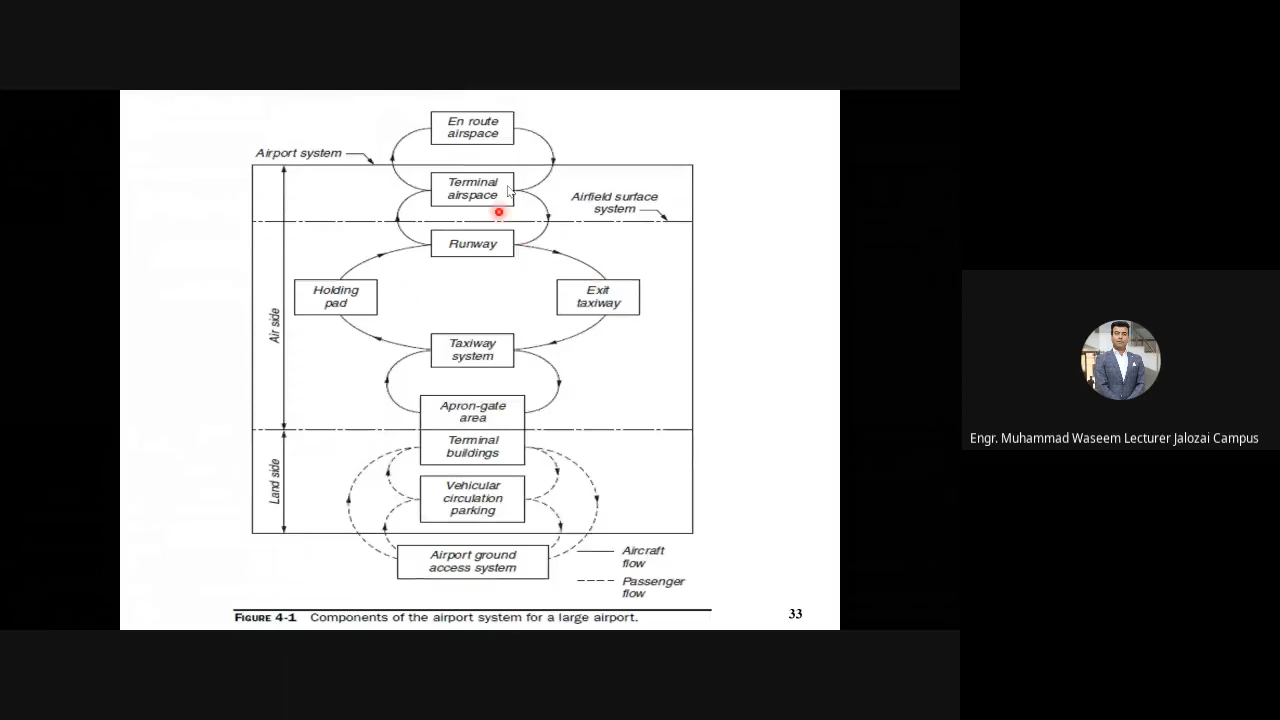 En route
airspace
Airport system
Terminal
airspace
Airfield surface
system
Runway
Holding
pad
Exit
taxiway
Air side
Taxiway
system
Apron-gate
area
Terminal
buildings
Land side
Vehicular
circulation
parking
Airport ground
access system
Aircraft
flow
Passenger
flow
FIGURE 4-1 Components of the airport system for a large airport.
33
Engr. Muhammad Waseem Lecturer Jalozai Campus